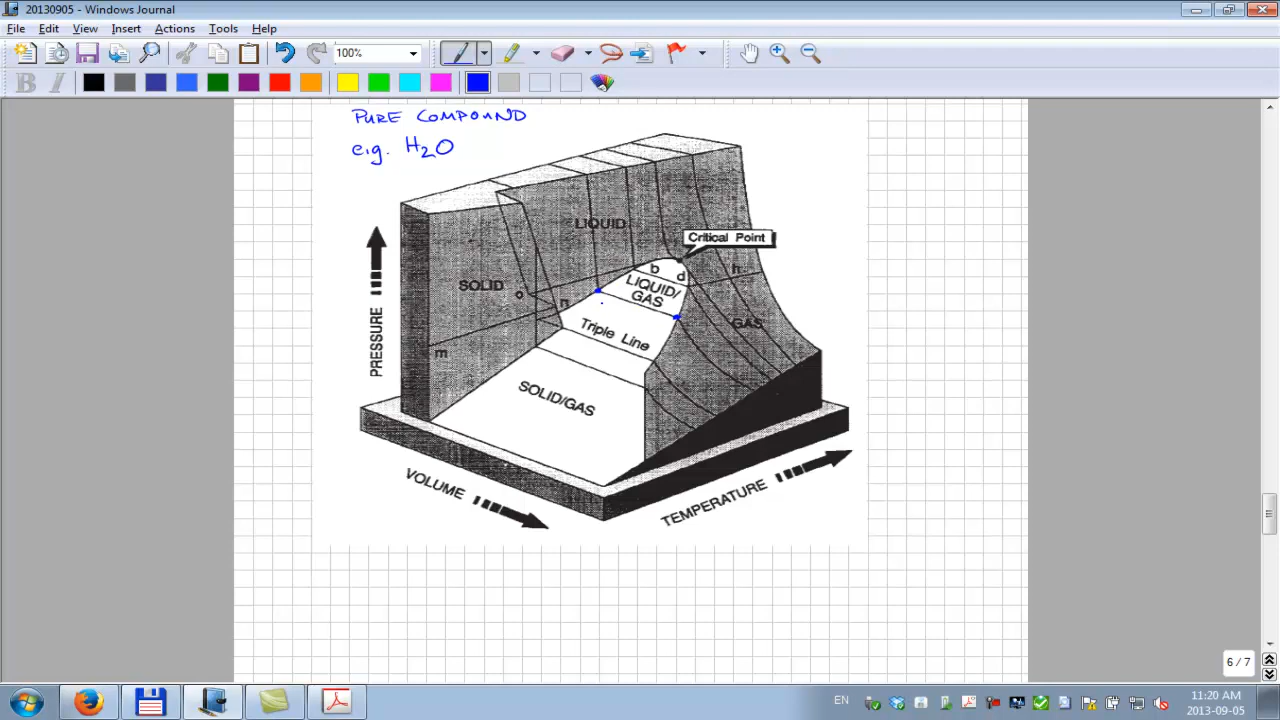 20130905 - Windows Journal
File Edit View Insert Actions Tools Help
100%
B I
PURE COMPOUND
e.g. H2O
LIQUID
Critical Point
SOLID
b
d
h
LIQUID/
GAS
o
n
GAS
Triple Line
m
PRESSURE
SOLID/GAS
VOLUME
TEMPERATURE
6 / 7
EN
11:20 AM
2013-09-05